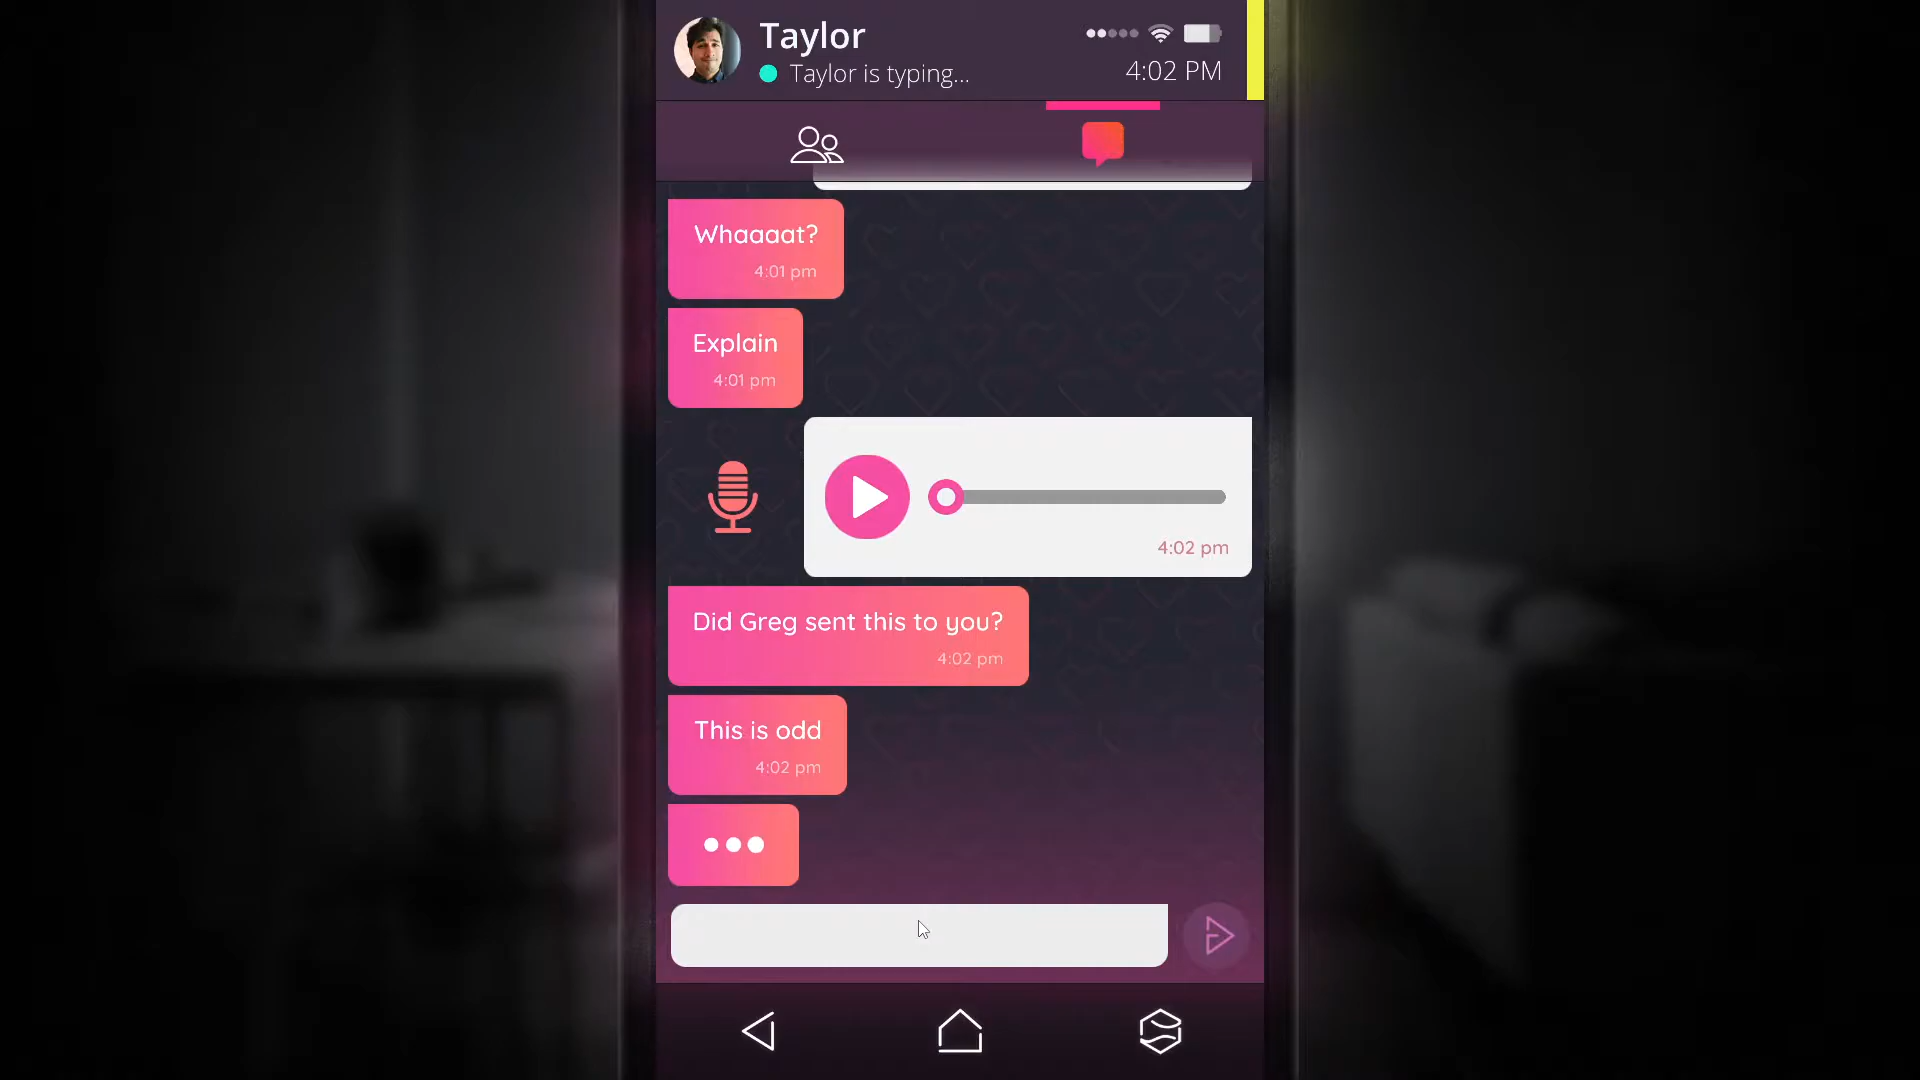 Taylor
Taylor is typing...
4:02 PM
Whaaaat?
4:01 pm
Explain
4:01 pm
4:02 pm
Did Greg sent this to you?
4:02 pm
This is odd
4:02 pm